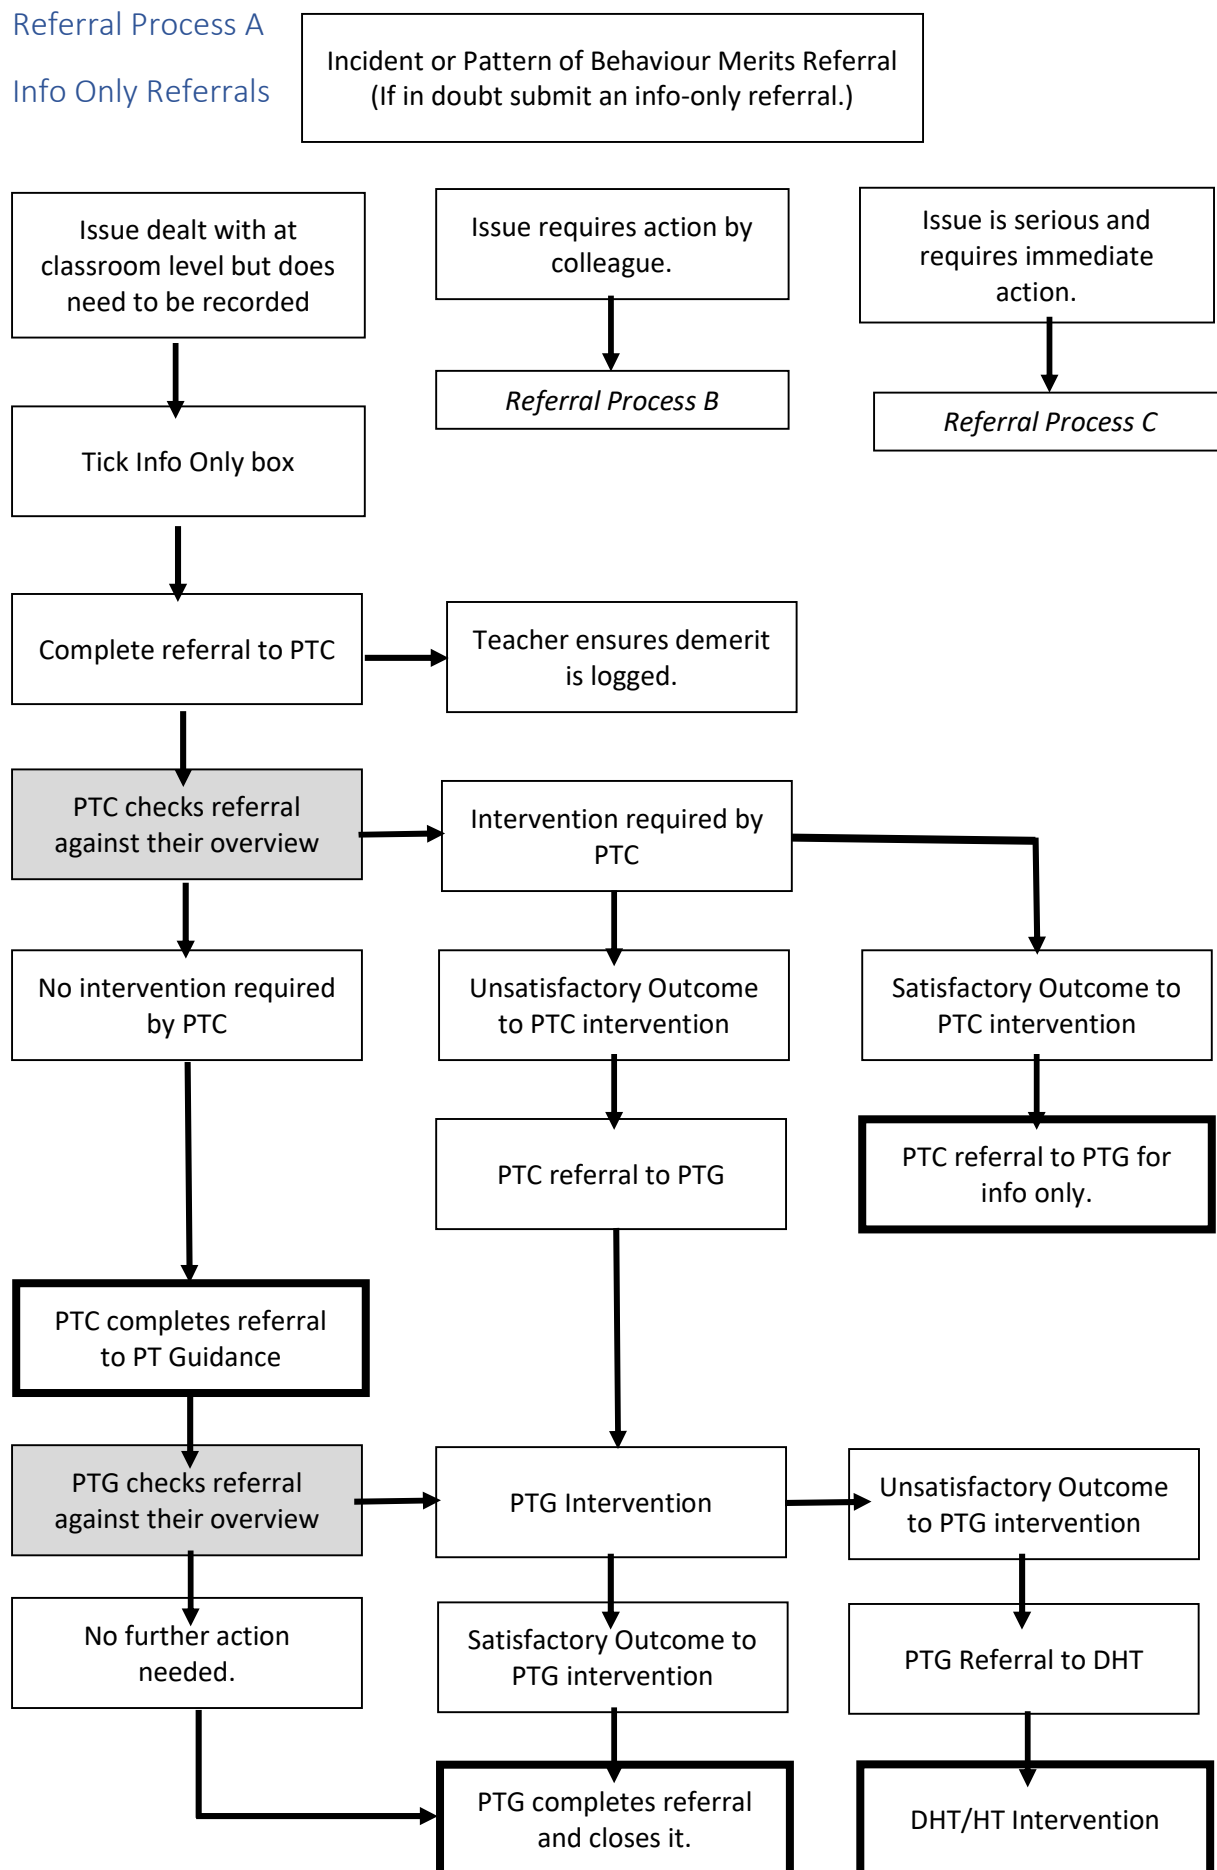 Referral Process A
Info Only Referrals
Incident or Pattern of Behaviour Merits Referral
(If in doubt submit an info-only referral.)
Issue dealt with at
classroom level but does
need to be recorded
Issue requires action by
colleague.
Issue is serious and
requires immediate
action.
Referral Process B
Referral Process C
Tick Info Only box
Complete referral to PTC
Teacher ensures demerit
is logged.
PTC checks referral
against their overview
Intervention required by
PTC
No intervention required
by PTC
Unsatisfactory Outcome
to PTC intervention
Satisfactory Outcome to
PTC intervention
PTC referral to PTG
PTC referral to PTG for
info only.
PTC completes referral
to PT Guidance
PTG checks referral
against their overview
PTG Intervention
Unsatisfactory Outcome
to PTG intervention
No further action
needed.
Satisfactory Outcome to
PTG intervention
PTG Referral to DHT
PTG completes referral
and closes it.
DHT/HT Intervention